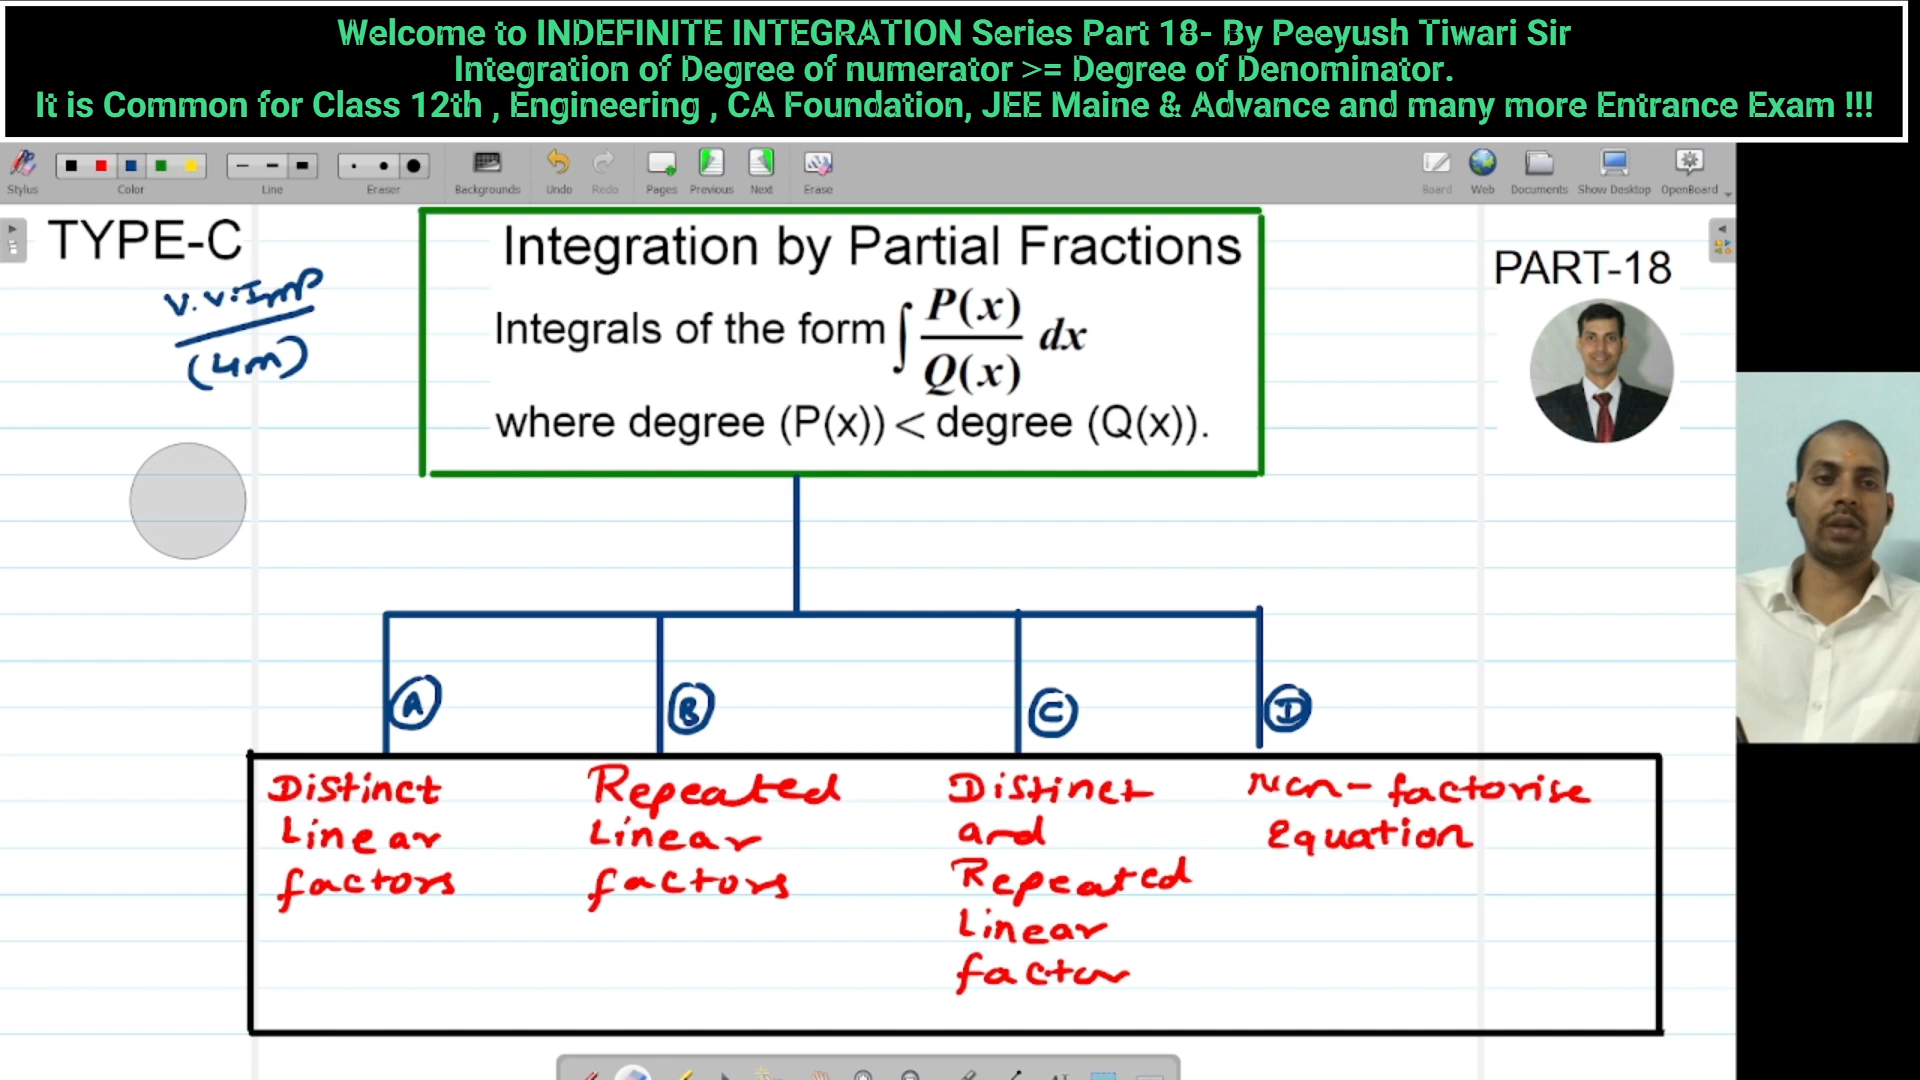 Welcome to INDEFINITE INTEGRATION Series Part 18- By Peeyush Tiwari Sir
Integration of Degree of numerator >= Degree of Denominator.
It is Common for Class 12th , Engineering , CA Foundation, JEE Maine & Advance and many more Entrance Exam !!!
Stylus Color Line Eraser Backgrounds Undo Redo Pages Previous Next Erase Board Web Documents Show Desktop OpenBoard
TYPE-C
V.V.Imp
(4m)
Integration by Partial Fractions
Integrals of the form ∫ P(x)/Q(x) dx
where degree (P(x)) < degree (Q(x)).
PART-18
A B C D
Distinct
Linear
factors
Repeated
Linear
factors
Distinct
and
Repeated
Linear
factor
Non-factorise
Equation